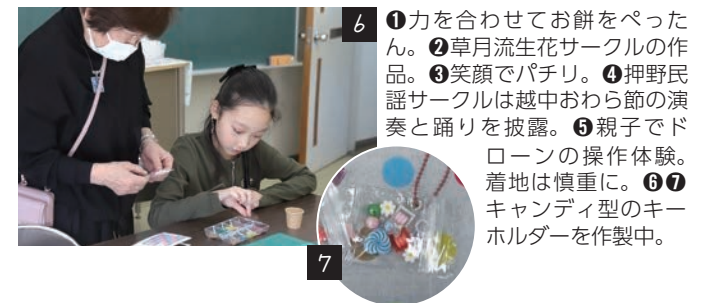 6
❶力を合わせてお餅をぺった
ん。❷草月流生花サークルの作
品。❸笑顔でパチリ。❹押野民
謡サークルは越中おわら節の演
奏と踊りを披露。❺親子でド
ローンの操作体験。
着地は慎重に。❻❼
キャンディ型のキー
ホルダーを作製中。
7